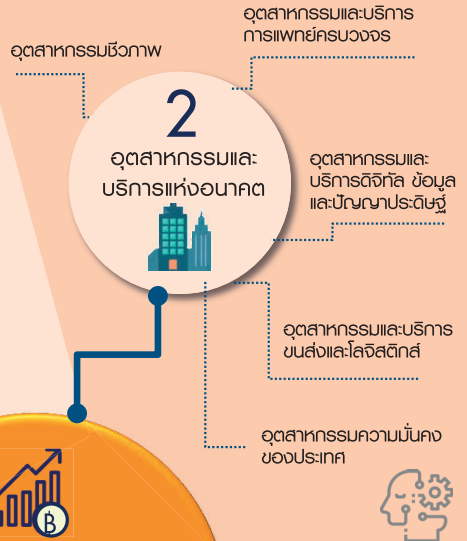 อุตสาหกรรมและบริการ
การแพทย์ครบวงจร
อุตสาหกรรมชีวภาพ
2
อุตสาหกรรมและ
บริการแห่งอนาคต
อุตสาหกรรมและ
บริการดิจิทัล ข้อมูล
และปัญญาประดิษฐ์
อุตสาหกรรมและบริการ
ขนส่งและโลจิสติกส์
อุตสาหกรรมความมั่นคง
ของประเทศ
฿